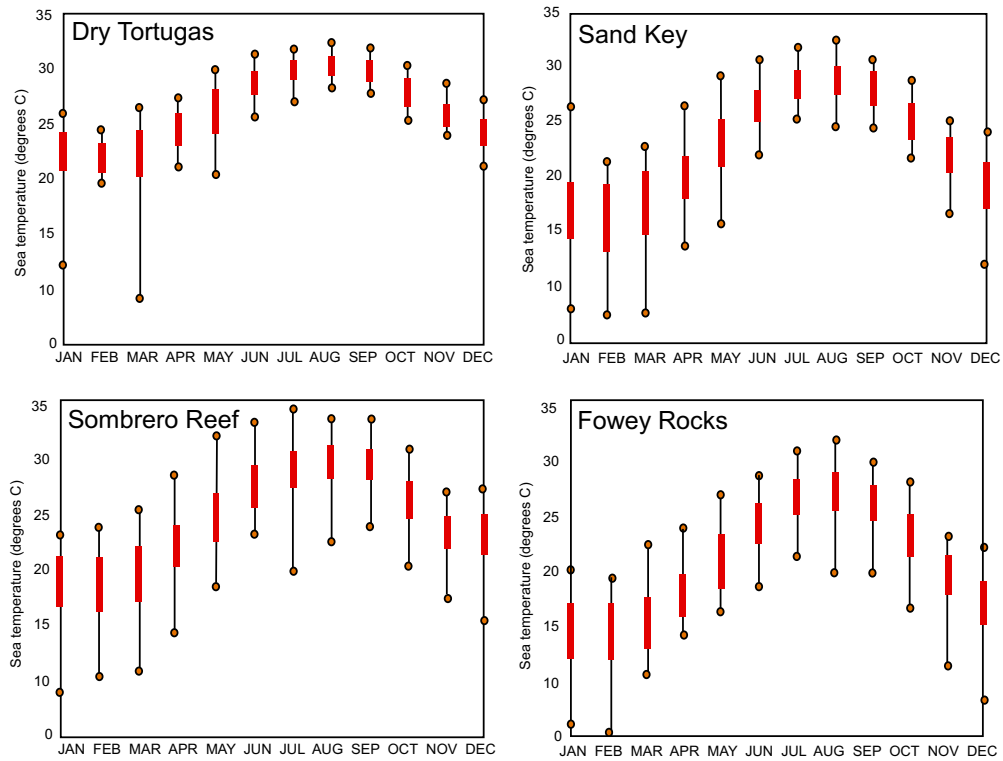 Dry Tortugas
Sea temperature (degrees C)
35
30
25
20
15
10
0
JAN FEB MAR APR MAY JUN JUL AUG SEP OCT NOV DEC
Sand Key
Sea temperature (degrees C)
35
30
25
20
15
10
0
JAN FEB MAR APR MAY JUN JUL AUG SEP OCT NOV DEC
Sombrero Reef
Sea temperature (degrees C)
35
30
25
20
15
10
0
JAN FEB MAR APR MAY JUN JUL AUG SEP OCT NOV DEC
Fowey Rocks
Sea temperature (degrees C)
35
30
25
20
15
10
0
JAN FEB MAR APR MAY JUN JUL AUG SEP OCT NOV DEC